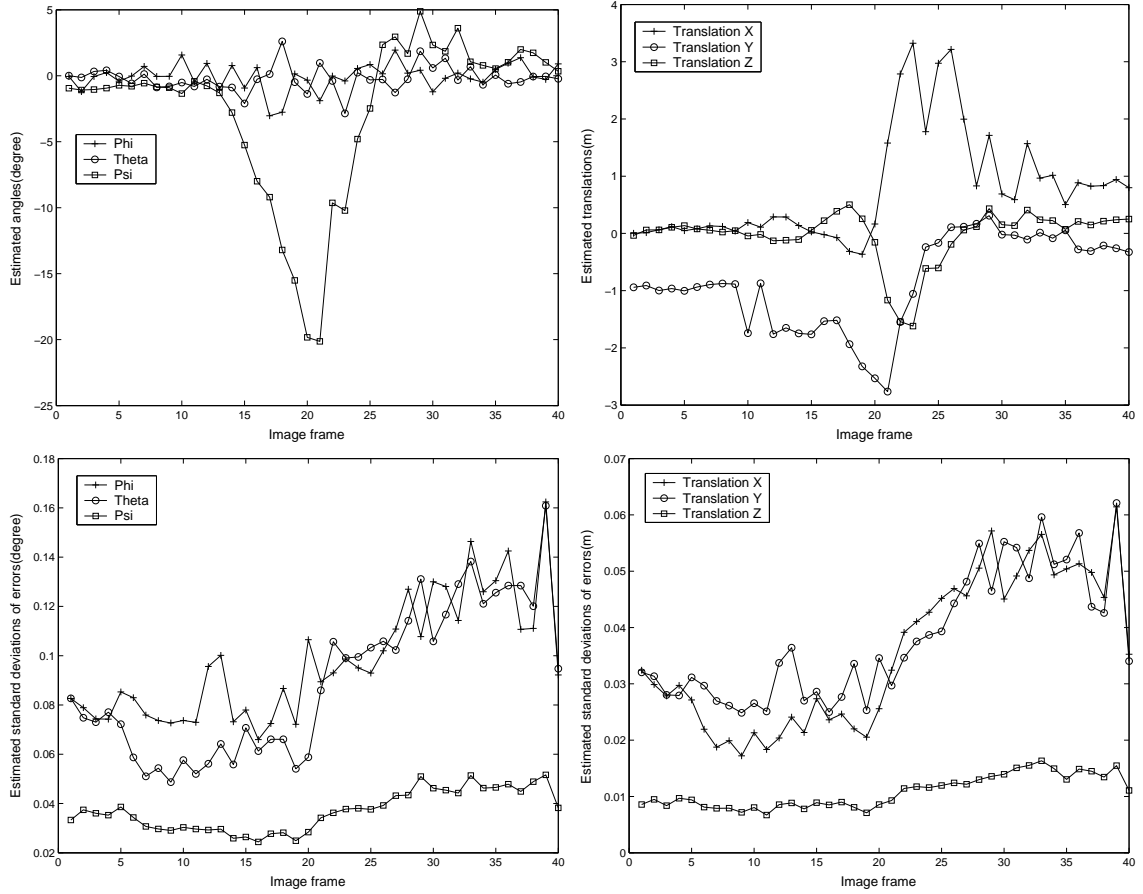 5
0
−5
−10
−15
−20
−25
0 5 10 15 20 25 30 35 40
Image frame
Estimated angles(degree)
Phi
Theta
Psi
4
3
2
1
0
−1
−2
−3
0 5 10 15 20 25 30 35 40
Image frame
Estimated translations(m)
Translation X
Translation Y
Translation Z
0.18
0.16
0.14
0.12
0.1
0.08
0.06
0.04
0.02
0 5 10 15 20 25 30 35 40
Image frame
Estimated standard deviations of errors(degree)
Phi
Theta
Psi
0.07
0.06
0.05
0.04
0.03
0.02
0.01
0
0 5 10 15 20 25 30 35 40
Image frame
Estimated standard deviations of errors(m)
Translation X
Translation Y
Translation Z